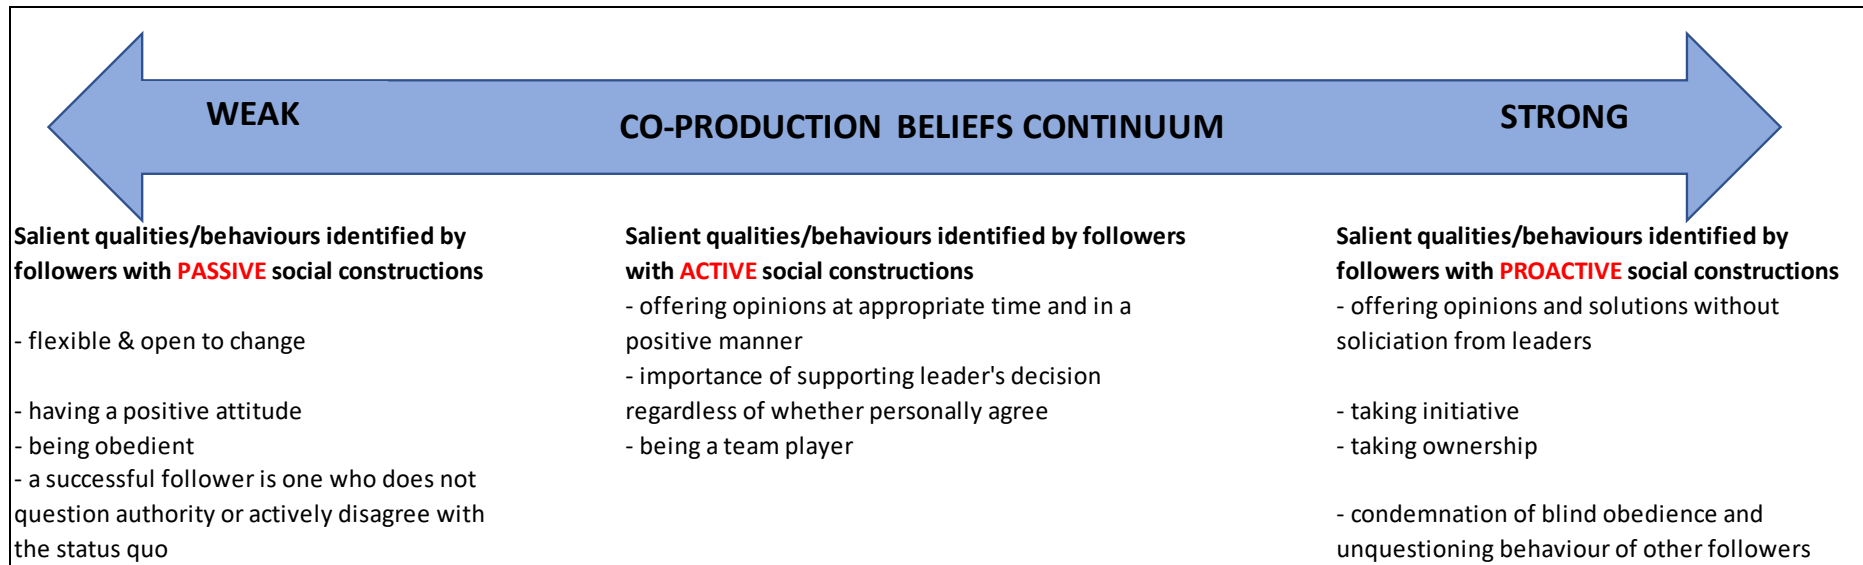 WEAK
CO-PRODUCTION BELIEFS CONTINUUM
STRONG
Salient qualities/behaviours identified by
followers with PASSIVE social constructions
- flexible & open to change
- having a positive attitude
- being obedient
- a successful follower is one who does not
question authority or actively disagree with
the status quo
Salient qualities/behaviours identified by followers
with ACTIVE social constructions
- offering opinions at appropriate time and in a
positive manner
- importance of supporting leader's decision
regardless of whether personally agree
- being a team player
Salient qualities/behaviours identified by
followers with PROACTIVE social constructions
- offering opinions and solutions without
soliciation from leaders
- taking initiative
- taking ownership
- condemnation of blind obedience and
unquestioning behaviour of other followers